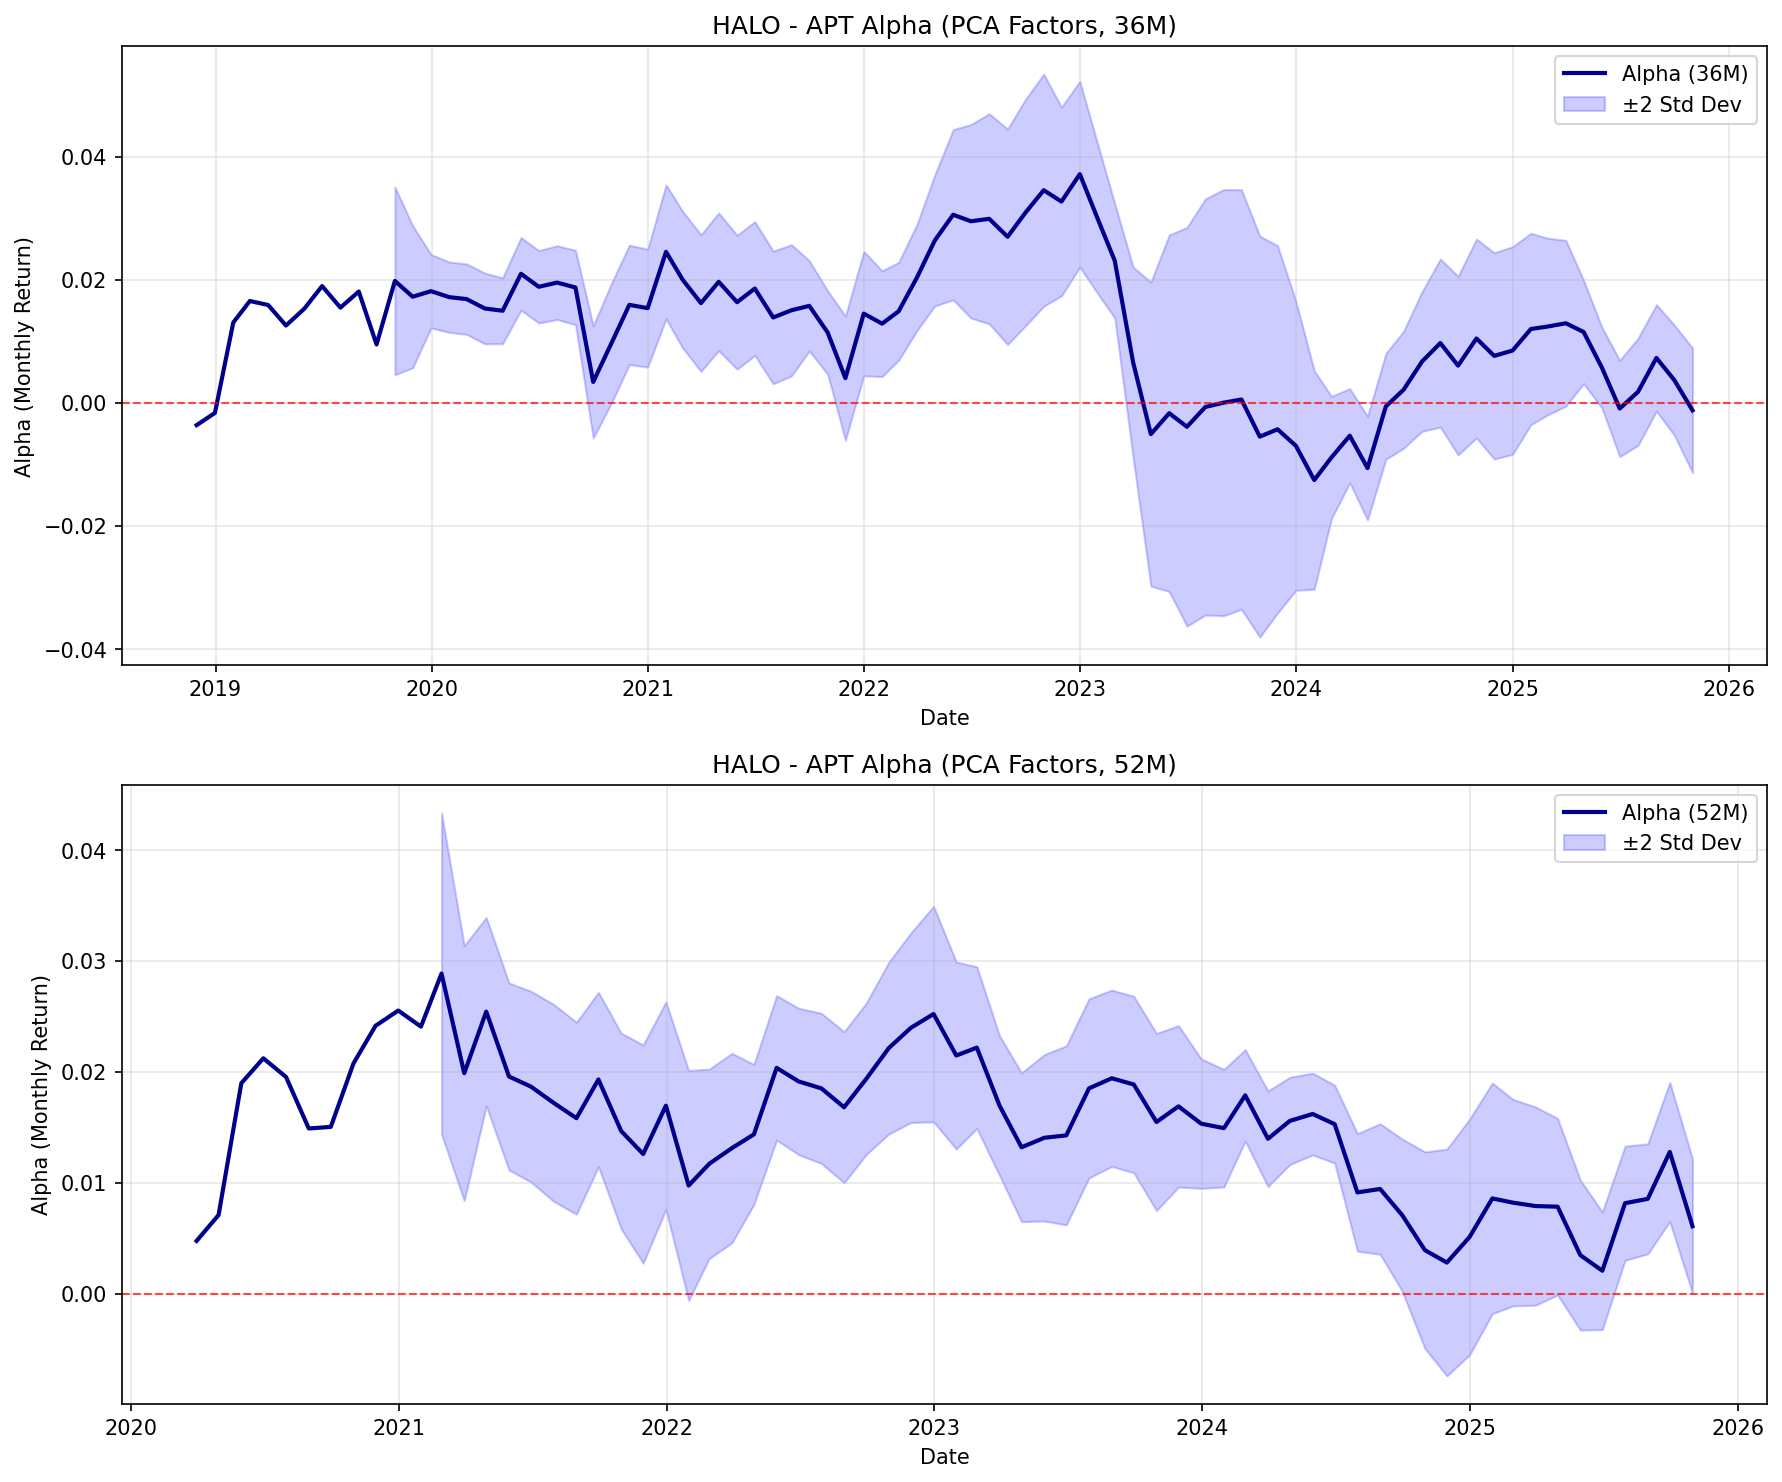 HALO - APT Alpha (PCA Factors, 36M)
Alpha (36M)
±2 Std Dev
Alpha (Monthly Return)
0.04
0.02
0.00
−0.02
−0.04
2019 2020 2021 2022 2023 2024 2025 2026
Date
HALO - APT Alpha (PCA Factors, 52M)
Alpha (52M)
±2 Std Dev
Alpha (Monthly Return)
0.04
0.03
0.02
0.01
0.00
2020 2021 2022 2023 2024 2025 2026
Date